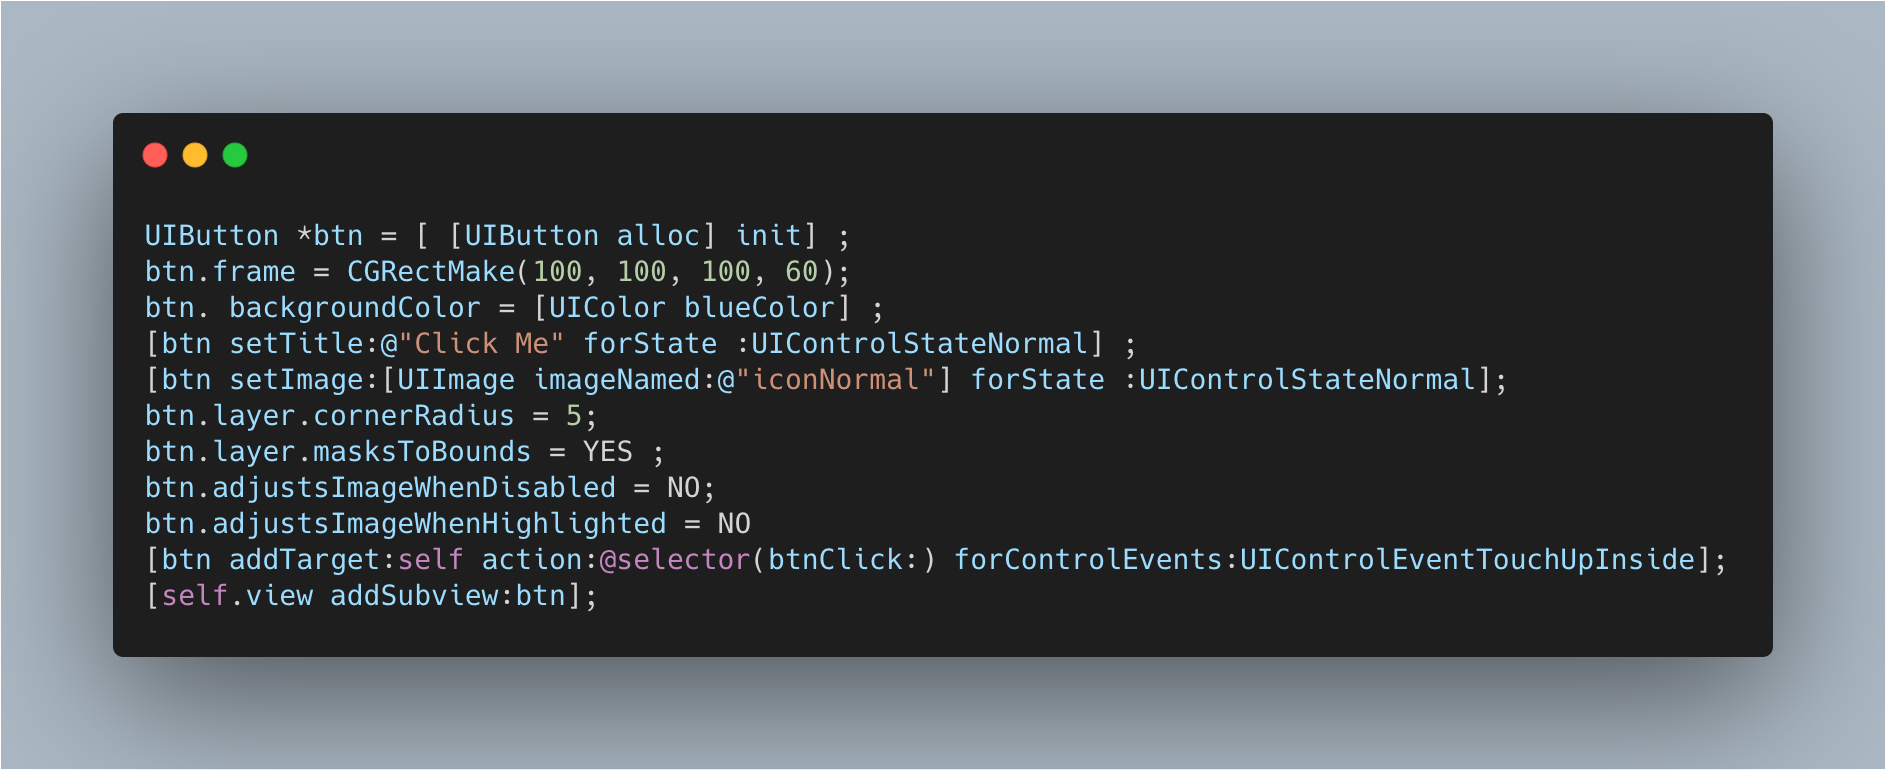 UIButton *btn = [ [UIButton alloc] init] ;
btn.frame = CGRectMake(100, 100, 100, 60);
btn. backgroundColor = [UIColor blueColor] ;
[btn setTitle:@"Click Me" forState :UIControlStateNormal] ;
[btn setImage:[UIImage imageNamed:@"iconNormal"] forState :UIControlStateNormal];
btn.layer.cornerRadius = 5;
btn.layer.masksToBounds = YES ;
btn.adjustsImageWhenDisabled = NO;
btn.adjustsImageWhenHighlighted = NO
[btn addTarget:self action:@selector(btnClick:) forControlEvents:UIControlEventTouchUpInside];
[self.view addSubview:btn];